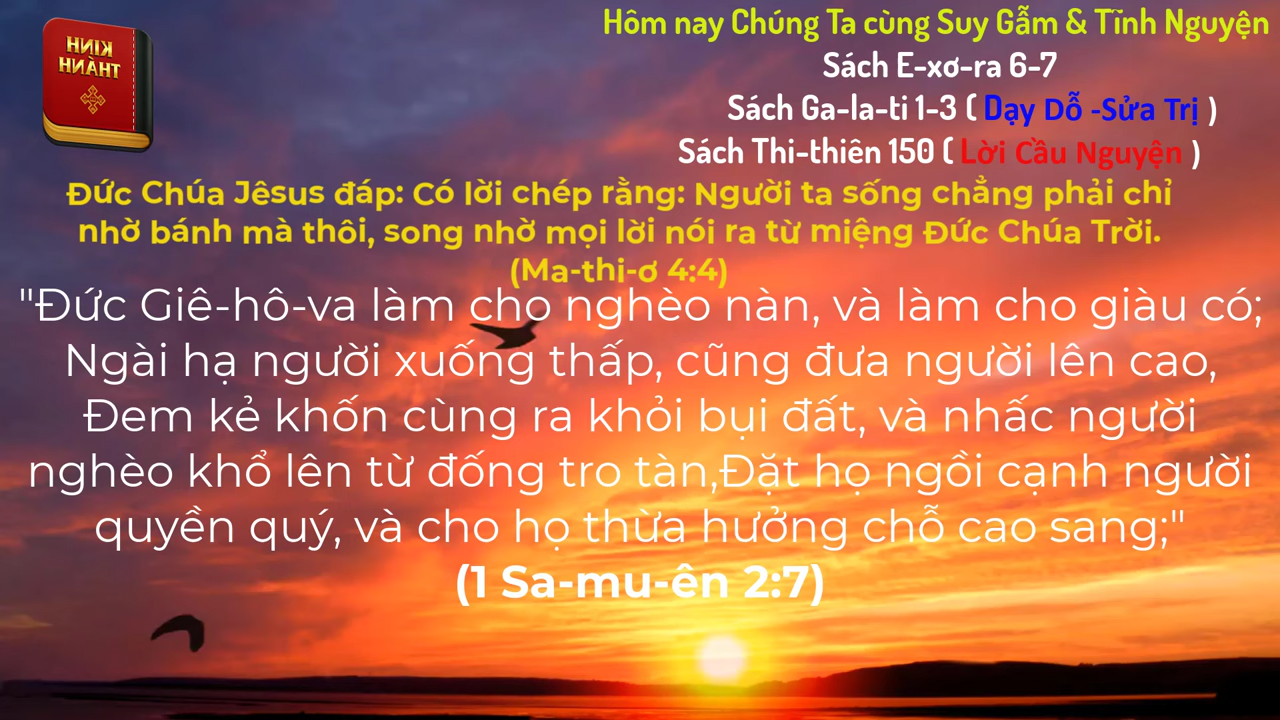 KINH
THÀNH
Hôm nay Chúng Ta cùng Suy Gẫm & Tĩnh Nguyện
Sách E-xơ-ra 6-7
Sách Ga-la-ti 1-3 ( Dạy Dỗ -Sửa Trị )
Sách Thi-thiên 150 ( Lời Cầu Nguyện )
Đức Chúa Jêsus đáp: Có lời chép rằng: Người ta sống chẳng phải chỉ
nhờ bánh mà thôi, song nhờ mọi lời nói ra từ miệng Đức Chúa Trời.
(Ma-thi-ơ 4:4)
"Đức Giê-hô-va làm cho nghèo nàn, và làm cho giàu có;
Ngài hạ người xuống thấp, cũng đưa người lên cao,
Đem kẻ khốn cùng ra khỏi bụi đất, và nhấc người
nghèo khổ lên từ đống tro tàn,Đặt họ ngồi cạnh người
quyền quý, và cho họ thừa hưởng chỗ cao sang;"
(1 Sa-mu-ên 2:7)